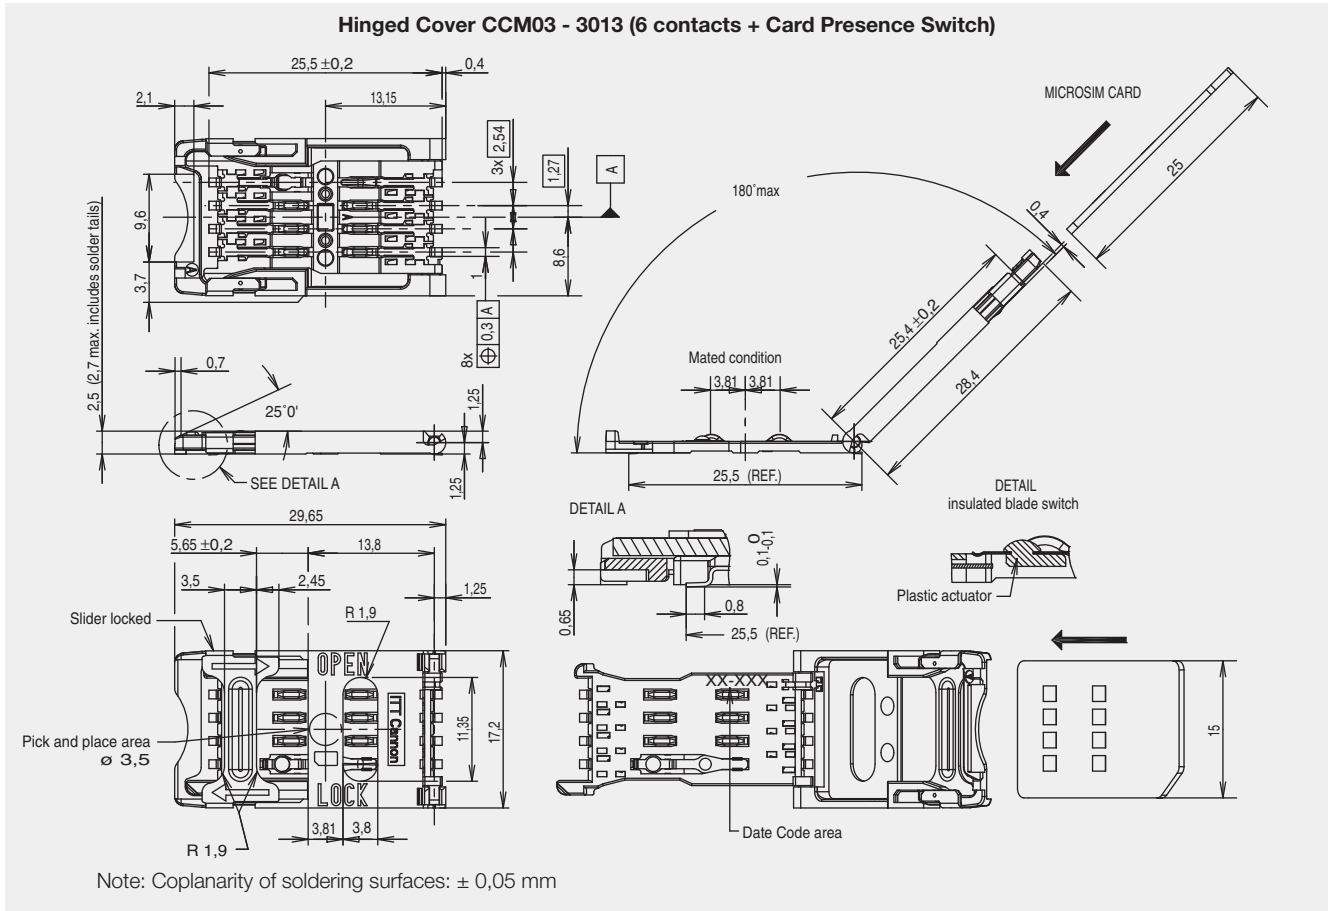 Hinged Cover CCM03 - 3013 (6 contacts + Card Presence Switch)
25,5 ±0,2
0,4
2,1
13,15
3x 2,54
1,27
A
9,6
3,7
8,6
1
8x ⌖ 0,3 A
A
A
2,5 (2,7 max. includes solder tails)
0,7
25°0'
1,25
1,25
SEE DETAIL A
MICROSIM CARD
25
180°max
0,4
25,4 ±0,2
28,4
Mated condition
3,81
3,81
25,5 (REF.)
DETAIL A
0
0,1-0,1
0,65
0,8
25,5 (REF.)
DETAIL
insulated blade switch
Plastic actuator
29,65
5,65 ±0,2
13,8
3,5
2,45
1,25
Slider locked
R 1,9
OPEN
ITT Cannon
11,35
17,2
Pick and place area
ø 3,5
LOCK
3,81
3,8
R 1,9
XX-XXX
15
Date Code area
Note: Coplanarity of soldering surfaces: ± 0,05 mm